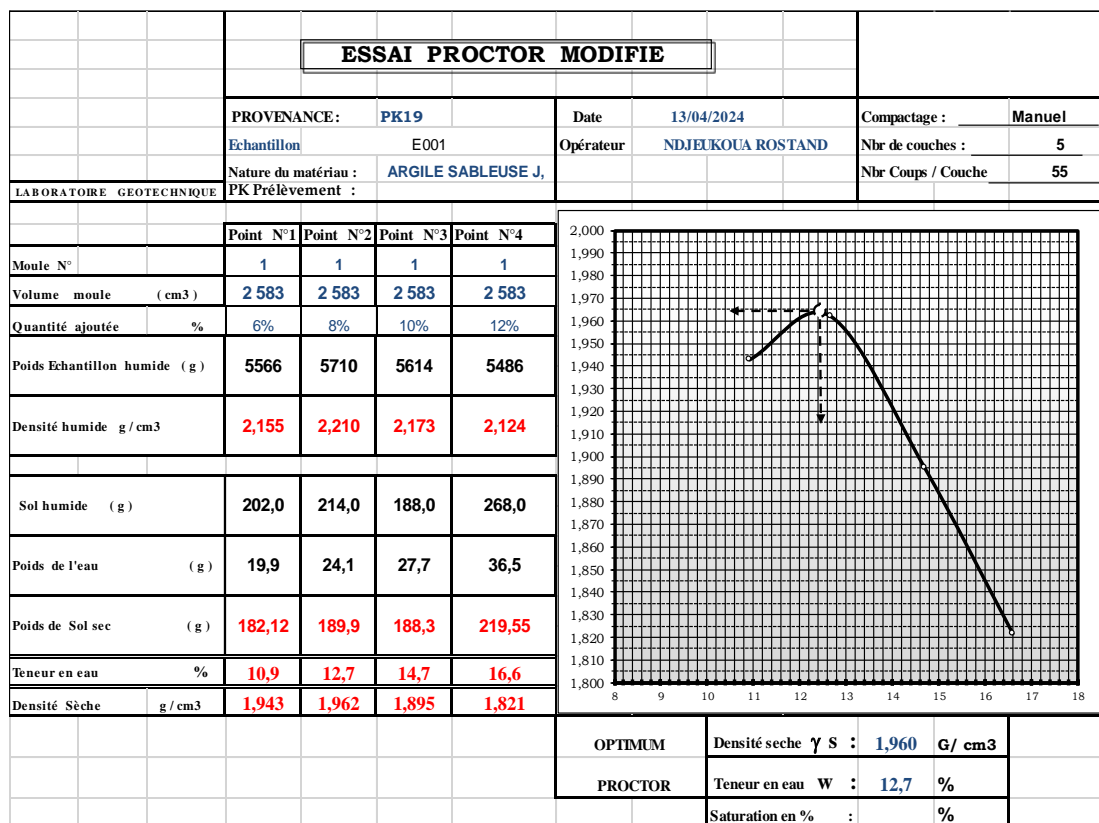 ESSAI PROCTOR MODIFIE
PROVENANCE : PK19 Date 13/04/2024 Compactage : Manuel
Echantillon E001 Opérateur NDJEUKOUA ROSTAND Nbr de couches : 5
Nature du matériau : ARGILE SABLEUSE J, Nbr Coups / Couche 55
LABORATOIRE GEOTECHNIQUE PK Prélèvement :
Point N°1 Point N°2 Point N°3 Point N°4
Moule N° 1 1 1 1
Volume moule (cm3) 2 583 2 583 2 583 2 583
Quantité ajoutée % 6% 8% 10% 12%
Poids Echantillon humide (g) 5566 5710 5614 5486
Densité humide g/cm3 2,155 2,210 2,173 2,124
Sol humide (g) 202,0 214,0 188,0 268,0
Poids de l'eau (g) 19,9 24,1 27,7 36,5
Poids de Sol sec (g) 182,12 189,9 188,3 219,55
Teneur en eau % 10,9 12,7 14,7 16,6
Densité Sèche g/cm3 1,943 1,962 1,895 1,821
2,000
1,990
1,980
1,970
1,960
1,950
1,940
1,930
1,920
1,910
1,900
1,890
1,880
1,870
1,860
1,850
1,840
1,830
1,820
1,810
1,800
8 9 10 11 12 13 14 15 16 17 18
OPTIMUM Densité seche γ S : 1,960 G/ cm3
PROCTOR Teneur en eau W : 12,7 %
Saturation en % : %